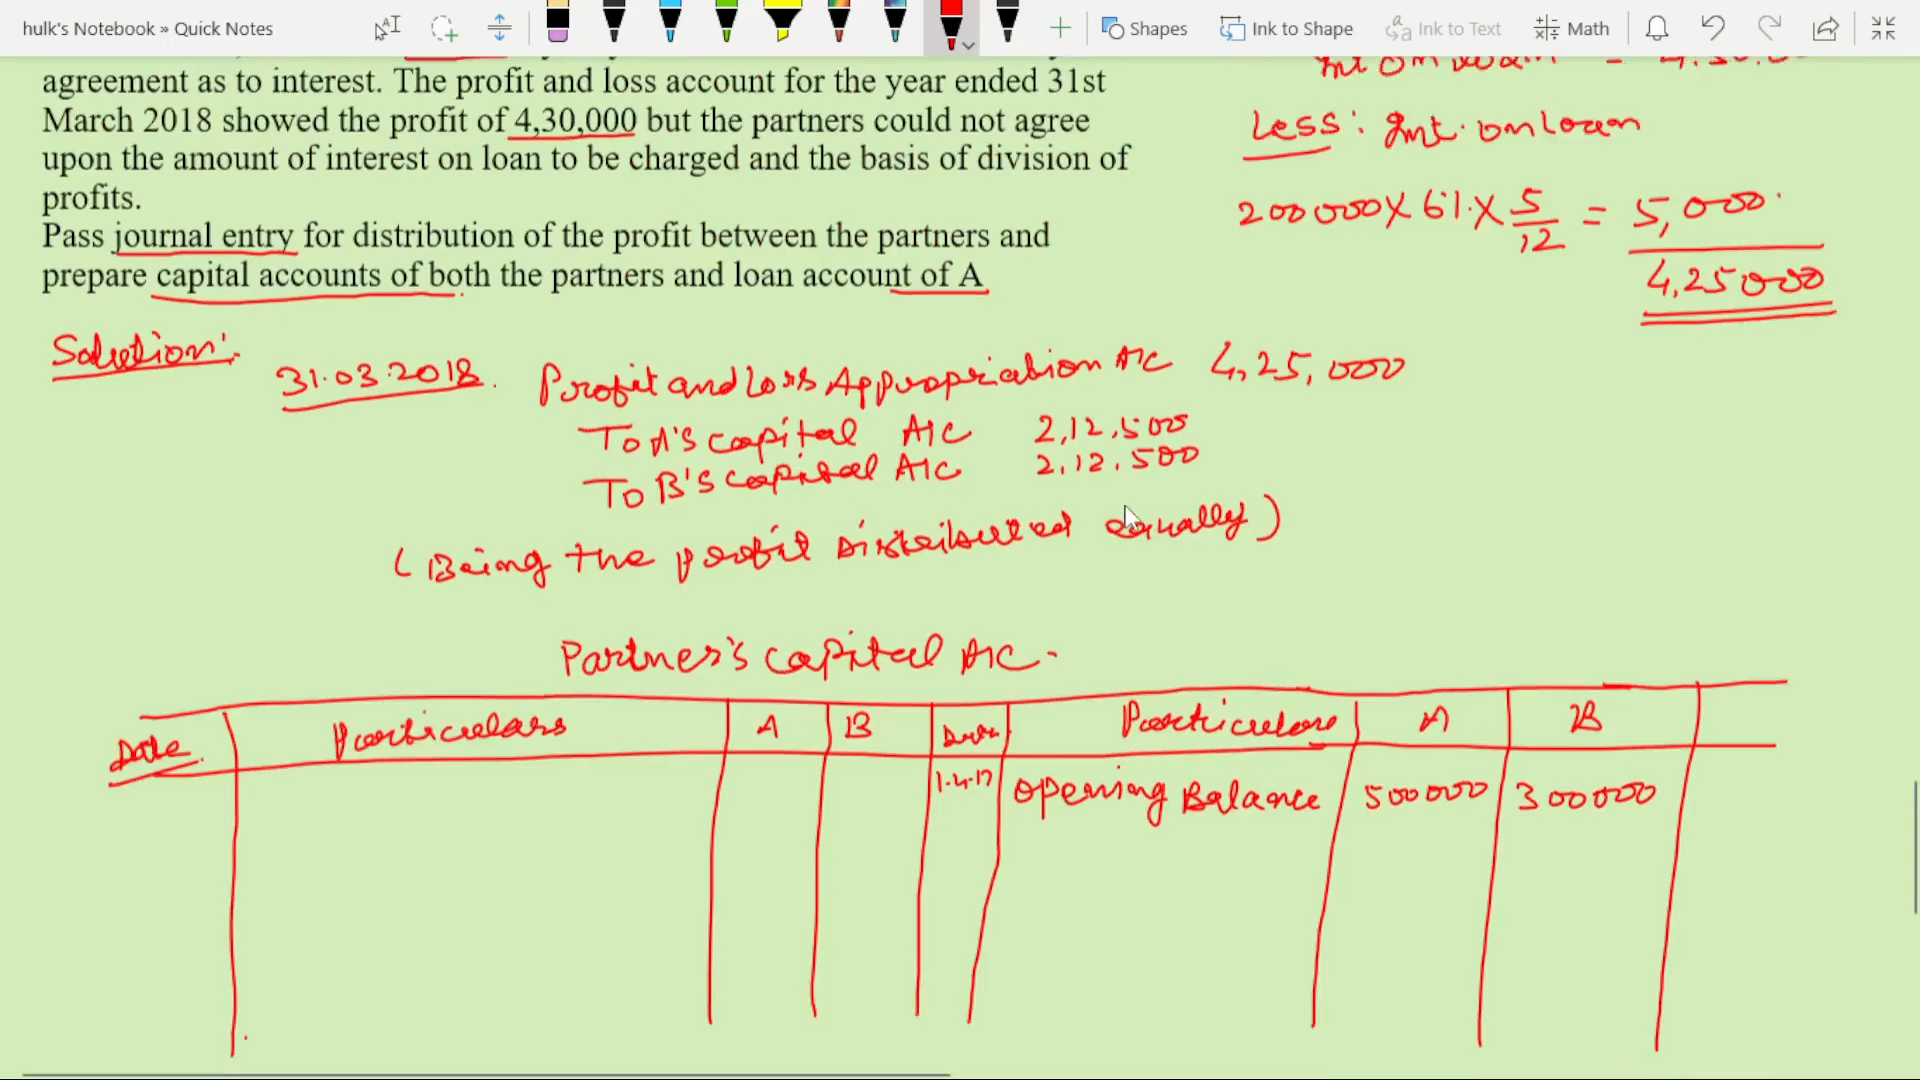 hulk's Notebook » Quick Notes
Shapes
Ink to Shape
Ink to Text
Math
agreement as to interest. The profit and loss account for the year ended 31st
March 2018 showed the profit of 4,30,000 but the partners could not agree
upon the amount of interest on loan to be charged and the basis of division of
profits.
Pass journal entry for distribution of the profit between the partners and
prepare capital accounts of both the partners and loan account of A
Less: Int. on loan
200000 X 6% X 5/12 = 5,000
4,25000
Solution:
31.03.2018. Profit and Loss Appropriation A/C 4,25,000
To A's capital A/C 2,12,500
To B's capital A/C 2,12,500
(Being the profit distributed equally)
Partner's capital A/C
Date Particulars A B Date Particulars A B
1.4.17 Opening Balance 500000 300000